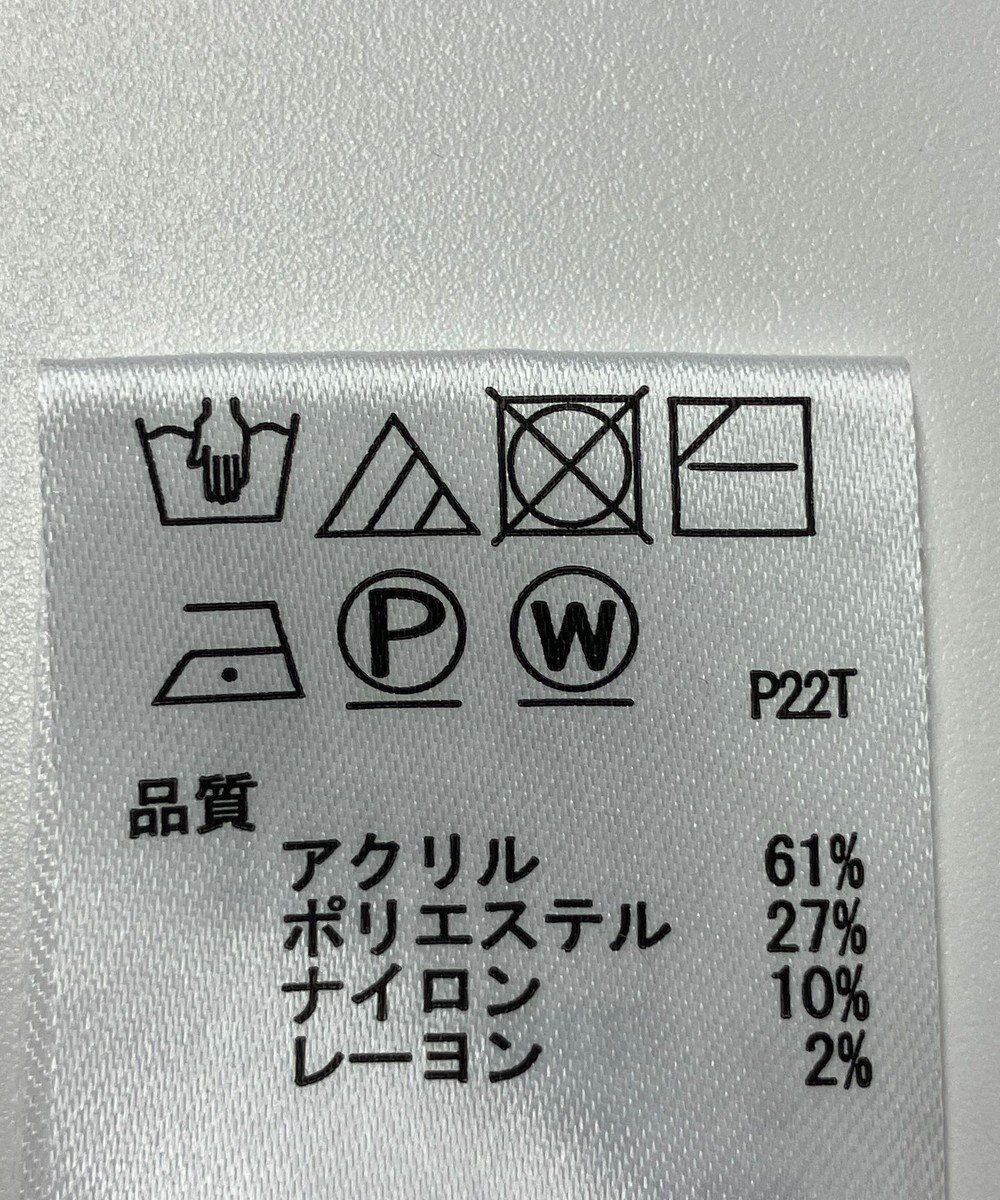 P W P22T
品質
アクリル 61%
ポリエステル 27%
ナイロン 10%
レーヨン 2%